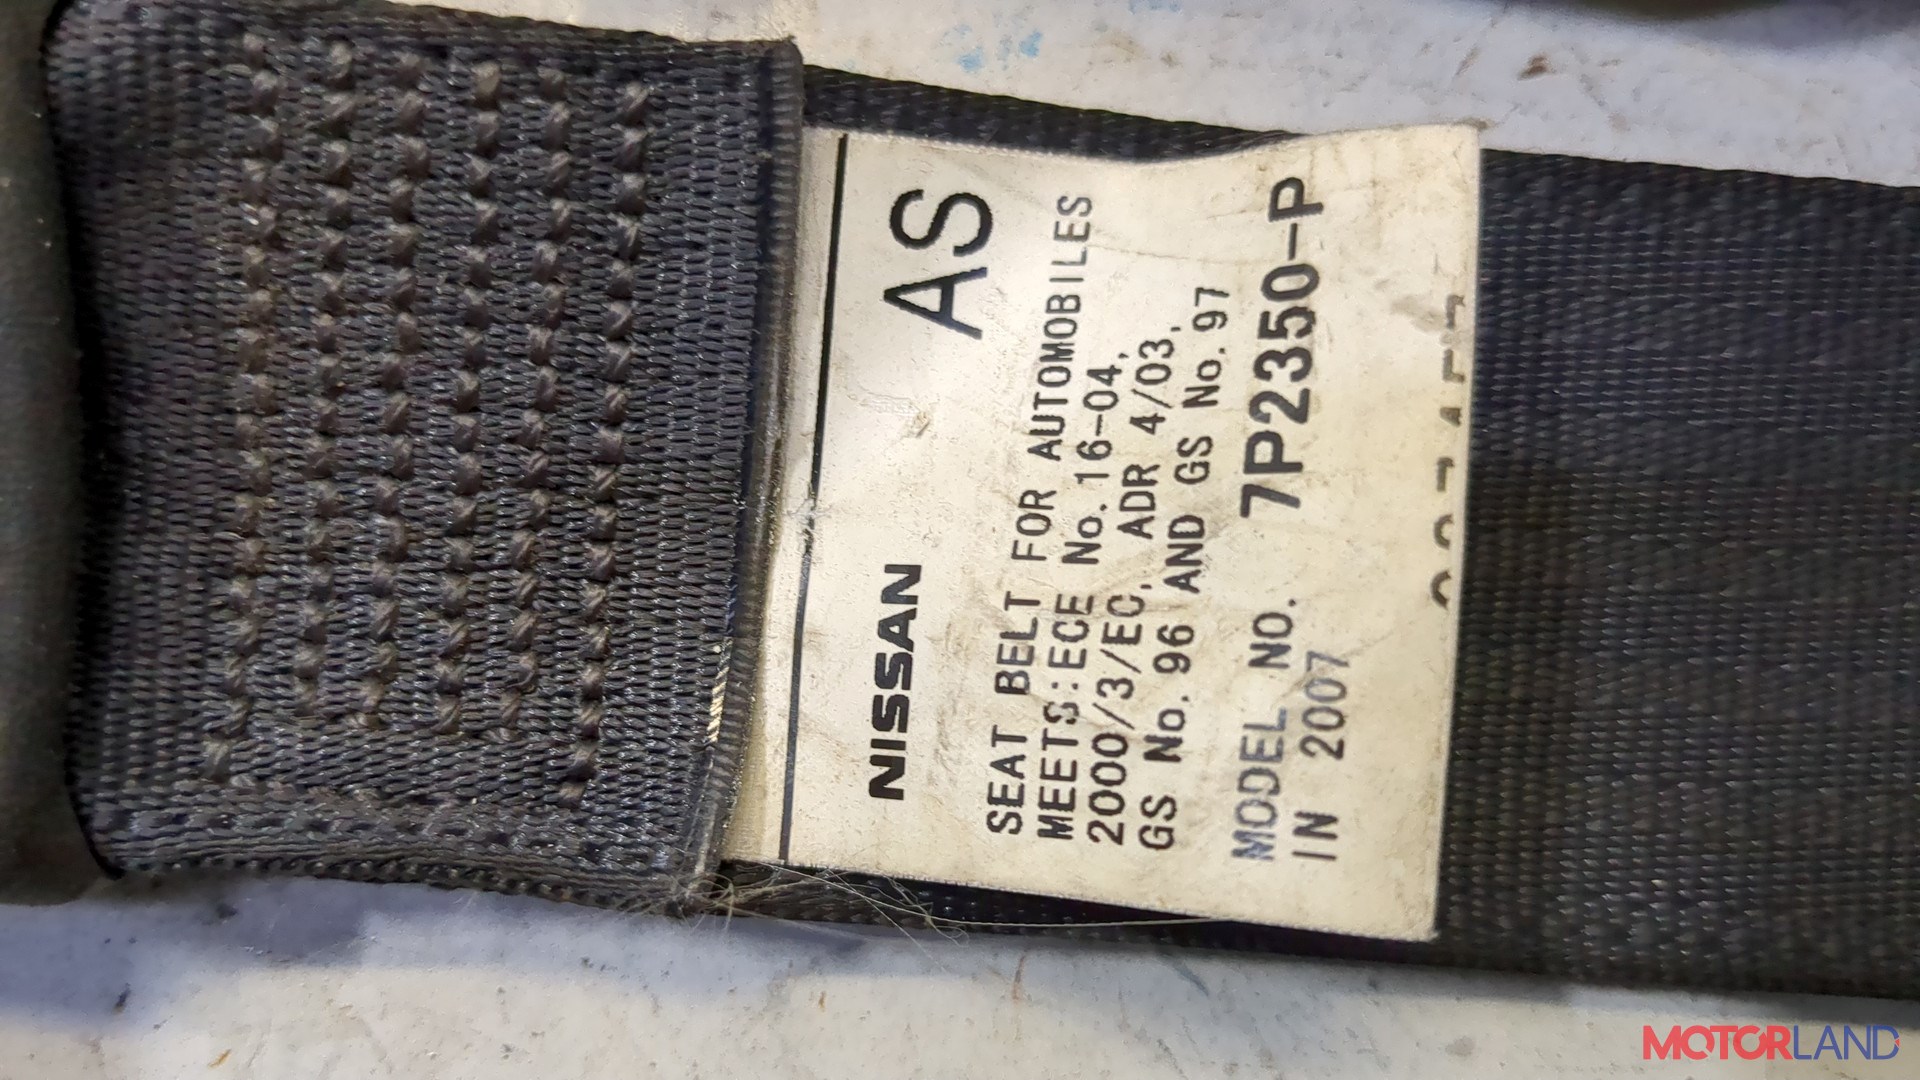 NISSAN AS
SEAT BELT FOR AUTOMOBILES
MEETS:ECE No.16-04,
2000/3/EC, ADR 4/03,
GS No.96 AND GS No.97
MODEL NO. 7P2350-P
IN 2007
MOTORLAND